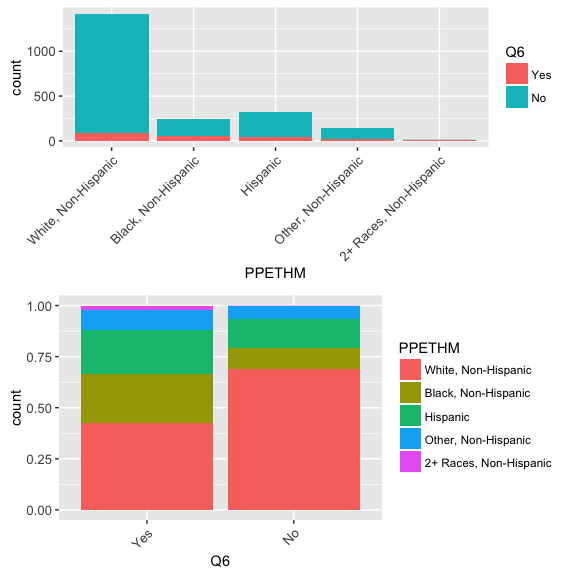 1000
500
0
count
White, Non-Hispanic
Black, Non-Hispanic
Hispanic
Other, Non-Hispanic
2+ Races, Non-Hispanic
PPETHM
Q6
Yes
No
1.00
0.75
0.50
0.25
0.00
count
Yes
No
Q6
PPETHM
White, Non-Hispanic
Black, Non-Hispanic
Hispanic
Other, Non-Hispanic
2+ Races, Non-Hispanic